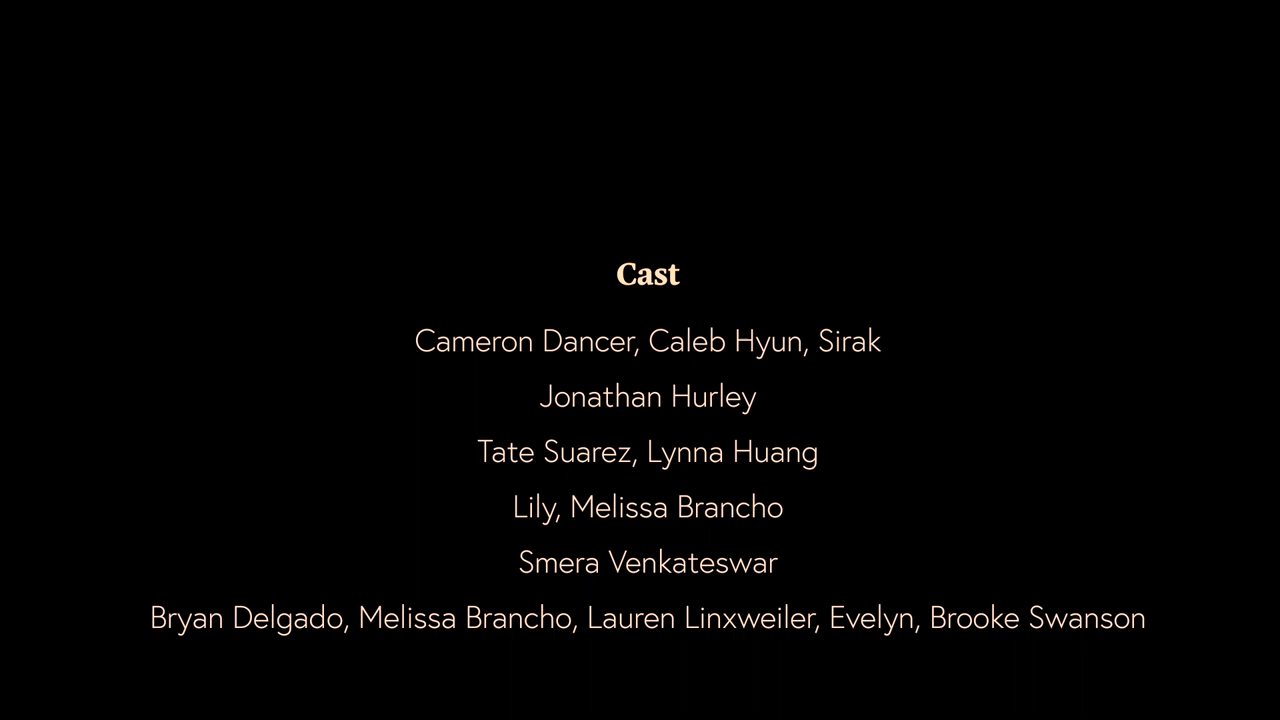 Cast
Cameron Dancer, Caleb Hyun, Sirak
Jonathan Hurley
Tate Suarez, Lynna Huang
Lily, Melissa Brancho
Smera Venkateswar
Bryan Delgado, Melissa Brancho, Lauren Linxweiler, Evelyn, Brooke Swanson